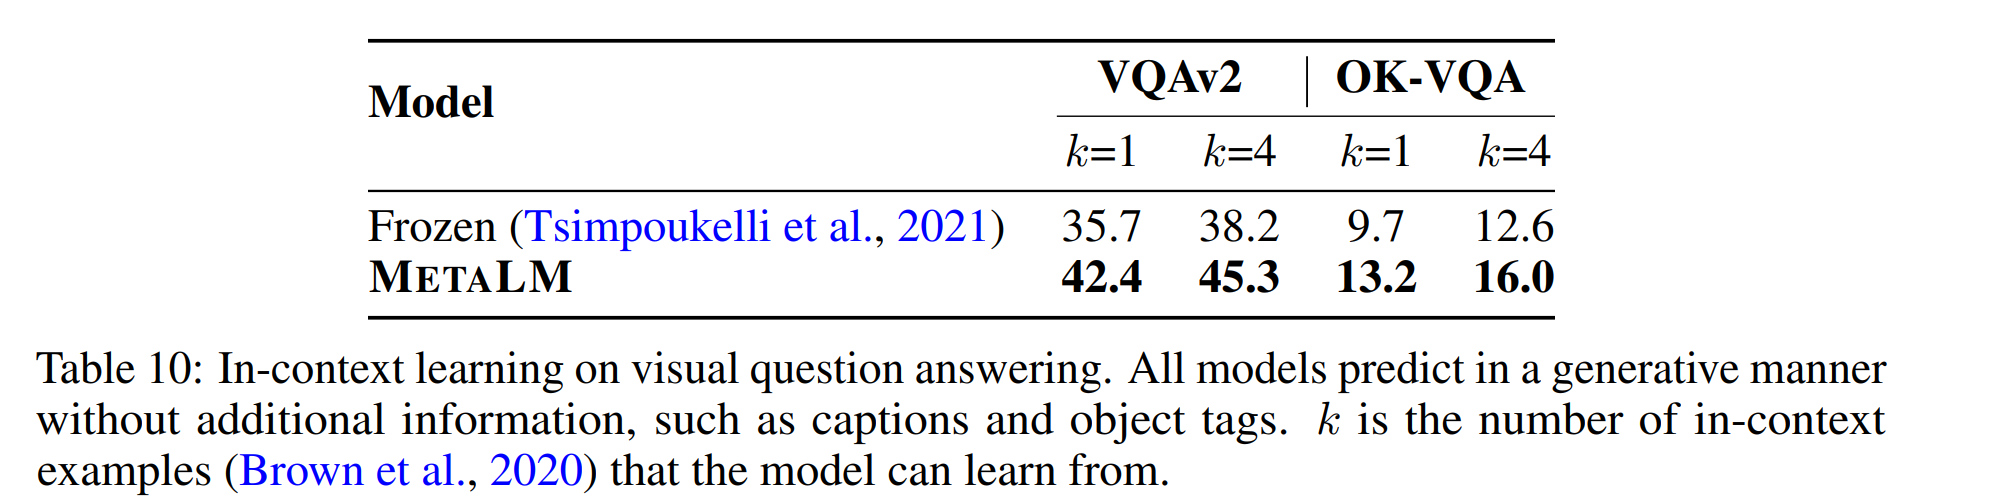 Model VQAv2 OK-VQA
k=1 k=4 k=1 k=4
Frozen (Tsimpoukelli et al., 2021) 35.7 38.2 9.7 12.6
METALM 42.4 45.3 13.2 16.0
Table 10: In-context learning on visual question answering. All models predict in a generative manner
without additional information, such as captions and object tags. k is the number of in-context
examples (Brown et al., 2020) that the model can learn from.